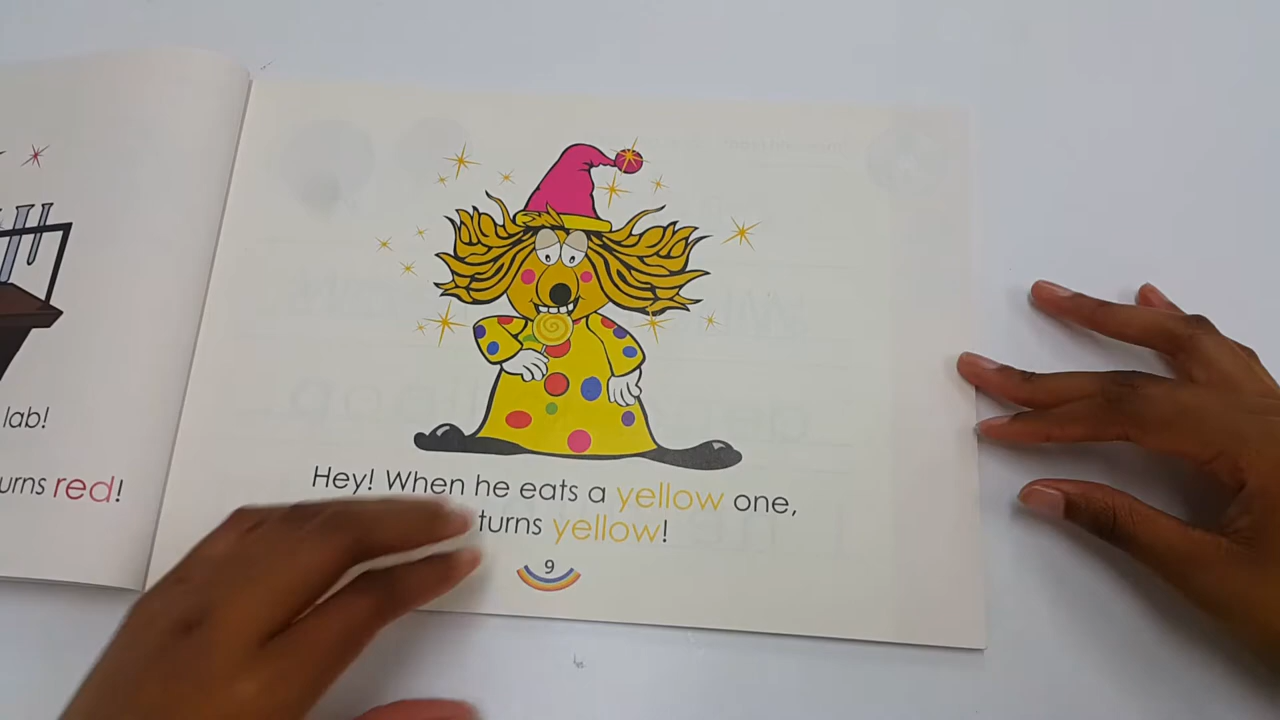 lab!
urns red!
Hey! When he eats a yellow one,
turns yellow!
9